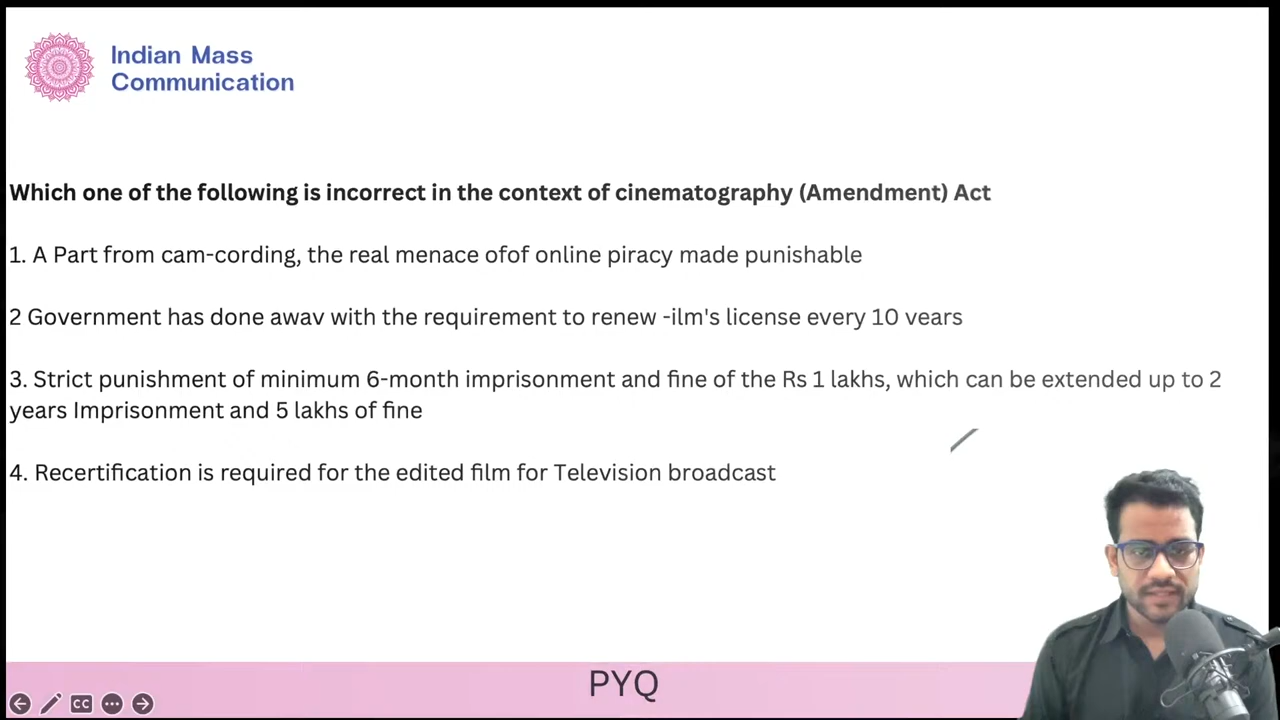 Indian Mass
Communication
Which one of the following is incorrect in the context of cinematography (Amendment) Act
1. A Part from cam-cording, the real menace ofof online piracy made punishable
2 Government has done awav with the requirement to renew -ilm's license every 10 vears
3. Strict punishment of minimum 6-month imprisonment and fine of the Rs 1 lakhs, which can be extended up to 2
years Imprisonment and 5 lakhs of fine
4. Recertification is required for the edited film for Television broadcast
PYQ
CC